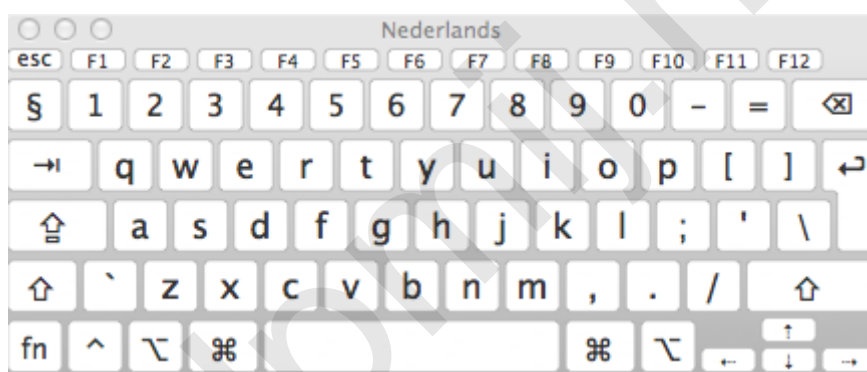 Nederlands
esc F1 F2 F3 F4 F5 F6 F7 F8 F9 F10 F11 F12
§ 1 2 3 4 5 6 7 8 9 0 - = ⌫
⇥ q w e r t y u i o p [ ] ↩
⇪ a s d f g h j k l ; ' \
⇧ ` z x c v b n m , . / ⇧
fn ^ ⌥ ⌘ ⌘ ⌥ ← ↑ ↓ →